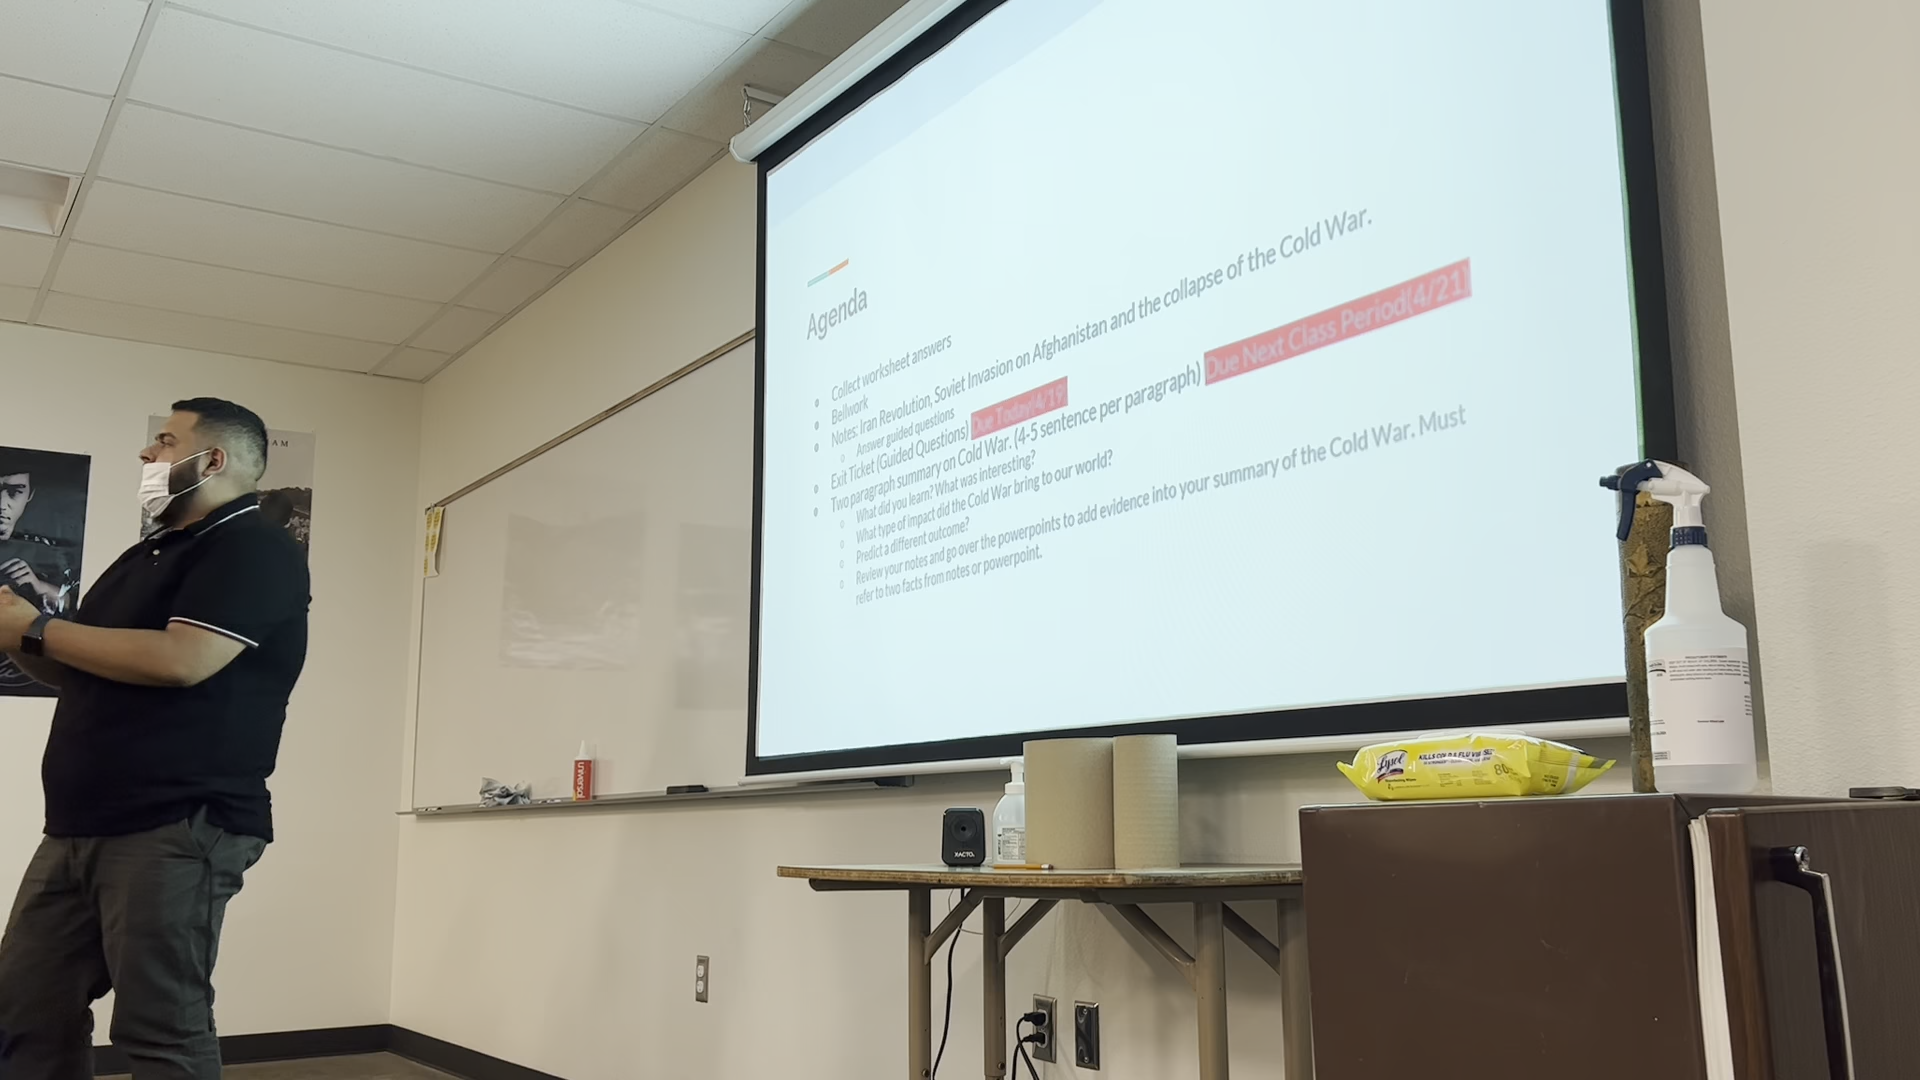 Agenda
Collect worksheet answers
Bellwork
Notes: Iran Revolution, Soviet Invasion on Afghanistan and the collapse of the Cold War.
Answer guided questions
Exit Ticket (Guided Questions) Due Today(4/19)
Two paragraph summary on Cold War. (4-5 sentence per paragraph) Due Next Class Period(4/21)
What did you learn? What was interesting?
What type of impact did the Cold War bring to our world?
Predict a different outcome?
Review your notes and go over the powerpoints to add evidence into your summary of the Cold War. Must
refer to two facts from notes or powerpoint.
universal
XACTO
Lysol
KILLS COLD & FLU VIRUSES
80
AM